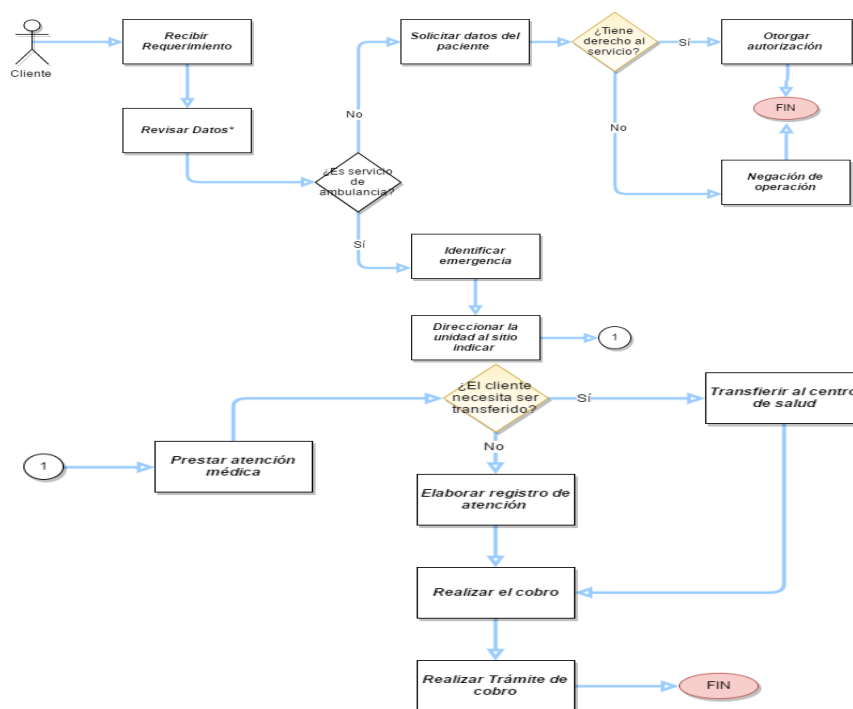 Cliente
Recibir
Requerimiento
Solicitar datos del
paciente
¿Tiene
derecho al
servicio?
Sí
Otorgar
autorización
FIN
Revisar Datos*
No
No
¿Es servicio
de
ambulancia?
Negación de
operación
Sí
Identificar
emergencia
Direccionar la
unidad al sitio
indicar
1
¿El cliente
necesita ser
transferido?
Sí
Transfierir al centro
de salud
1
Prestar atención
médica
No
Elaborar registro de
atención
Realizar el cobro
Realizar Trámite de
cobro
FIN